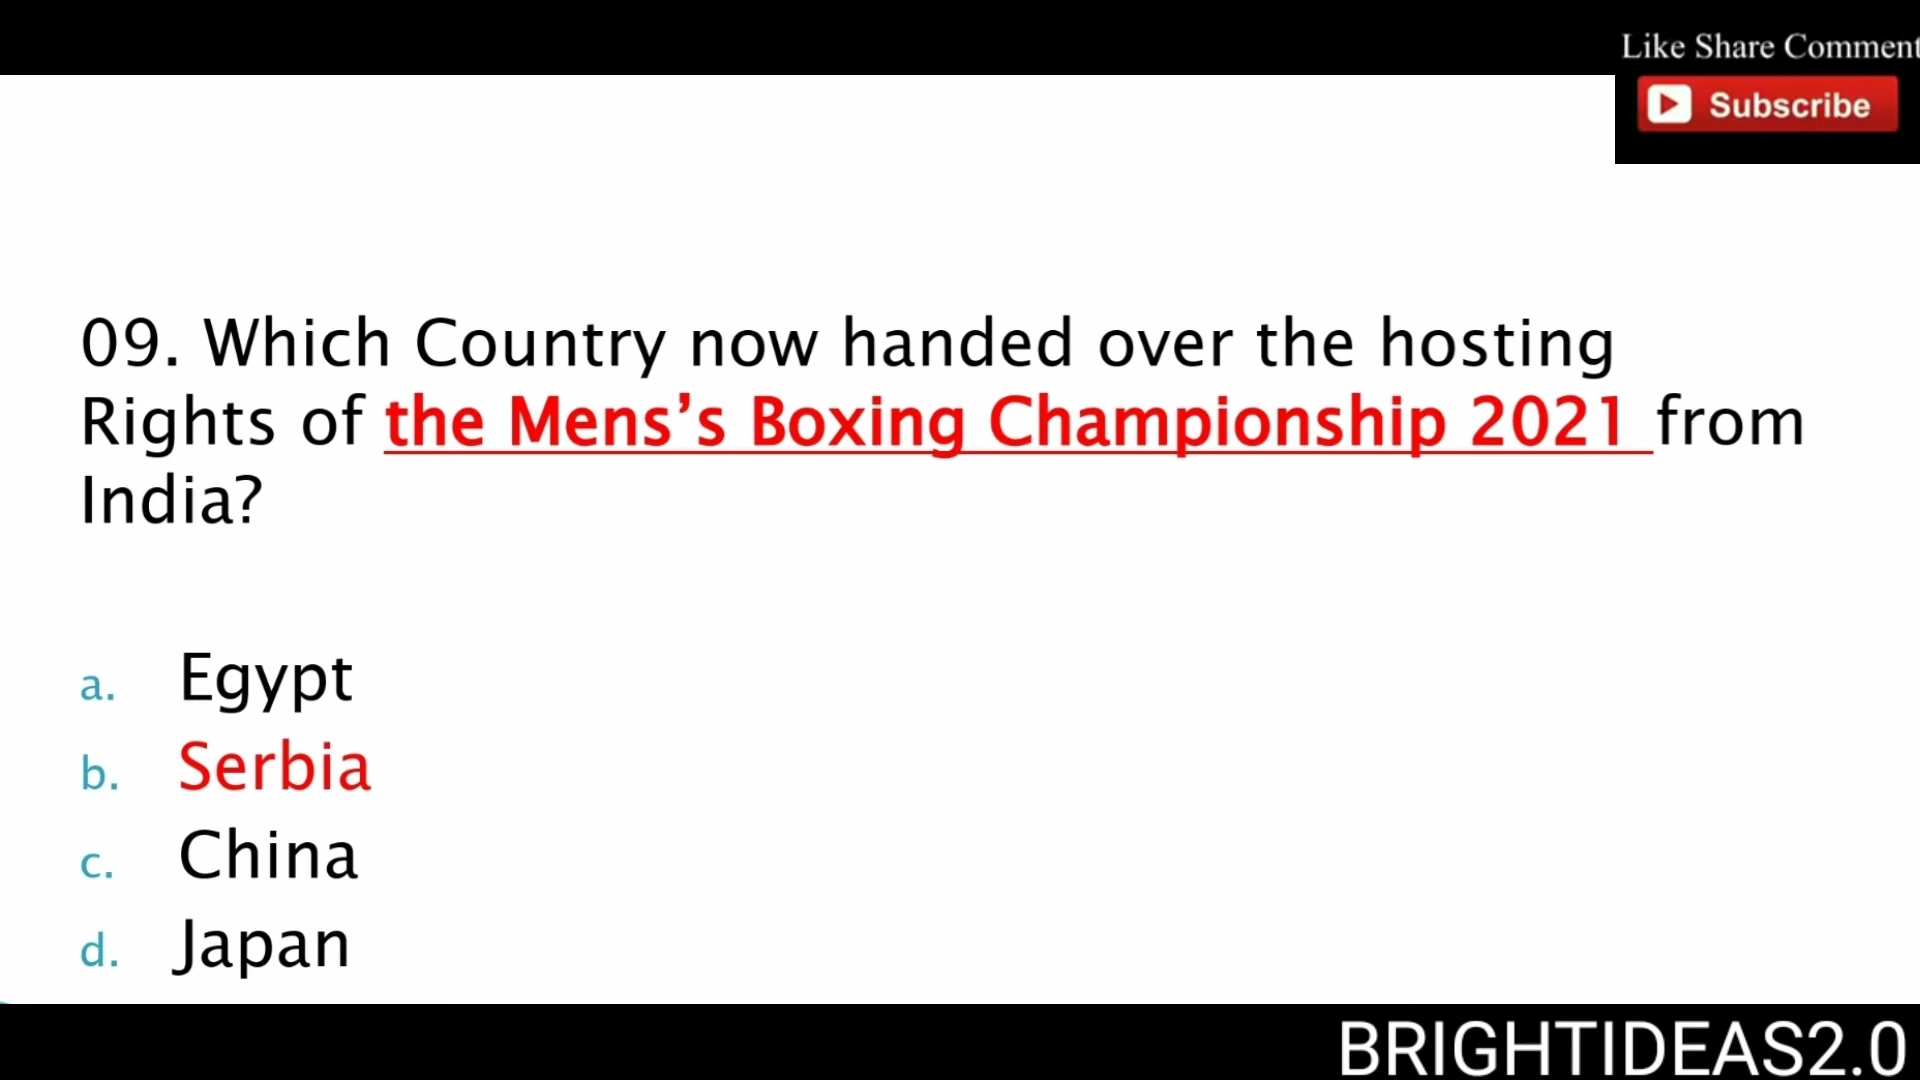 Like Share Comment
Subscribe
09. Which Country now handed over the hosting
Rights of the Mens’s Boxing Championship 2021 from
India?
a. Egypt
b. Serbia
c. China
d. Japan
BRIGHTIDEAS2.0